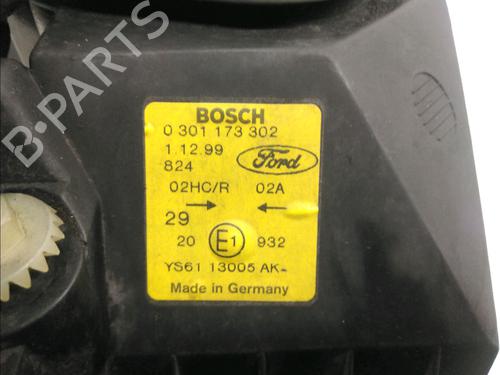 BOSCH
0 301 173 302
1.12.99
824
Ford
02HC/R 02A
29
20 E1 932
YS61 13005 AK-
Made in Germany
B-PARTS